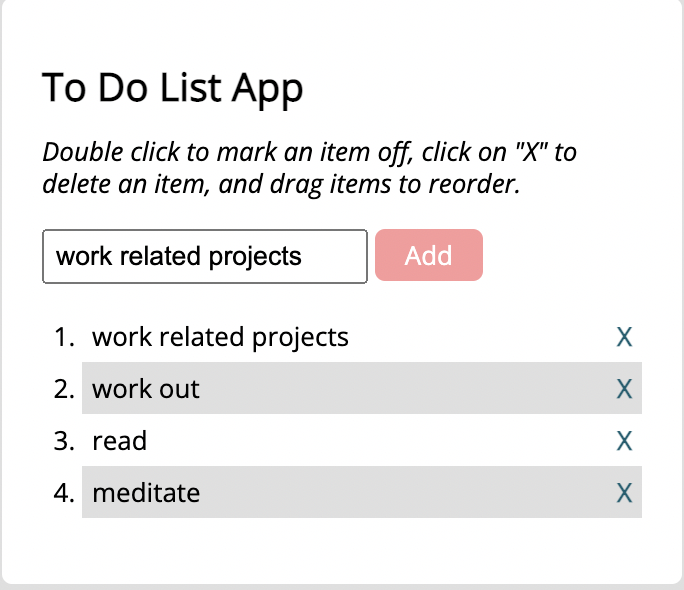 To Do List App
Double click to mark an item off, click on "X" to
delete an item, and drag items to reorder.
work related projects Add
1. work related projects X
2. work out X
3. read X
4. meditate X